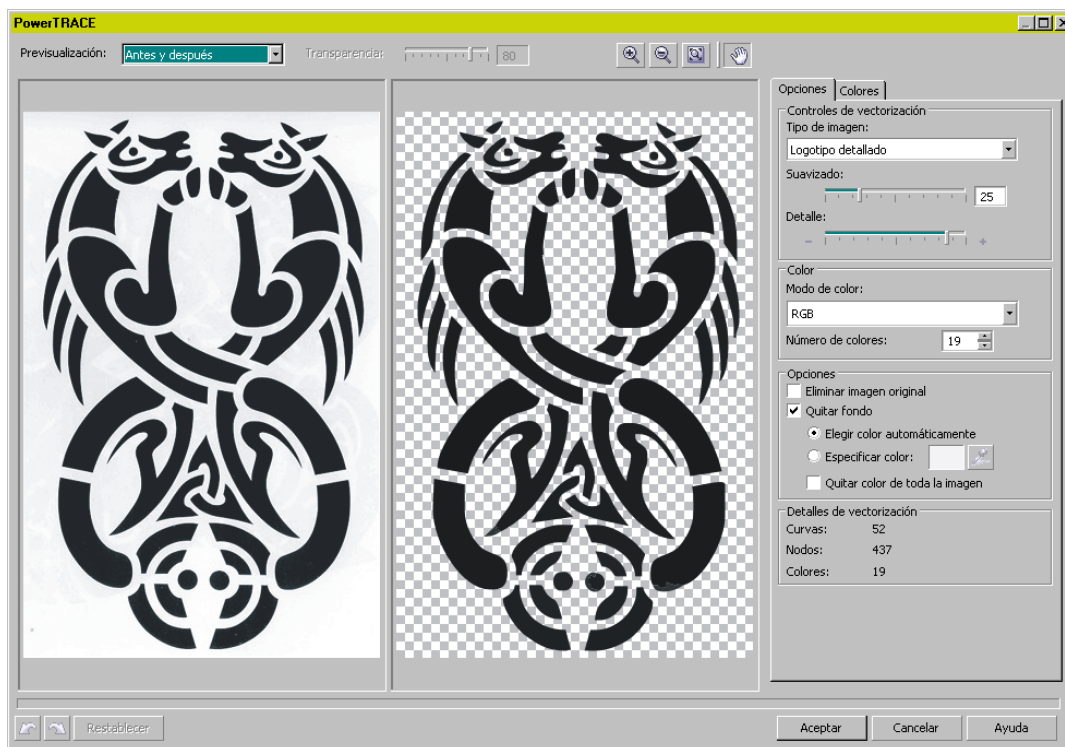 PowerTRACE
Previsualización: Antes y después Transparencia: 80
Opciones Colores
Controles de vectorización
Tipo de imagen:
Logotipo detallado
Suavizado:
25
Detalle:
- +
Color
Modo de color:
RGB
Número de colores: 19
Opciones
Eliminar imagen original
Quitar fondo
Elegir color automáticamente
Especificar color:
Quitar color de toda la imagen
Detalles de vectorización
Curvas: 52
Nodos: 437
Colores: 19
Restablecer Aceptar Cancelar Ayuda